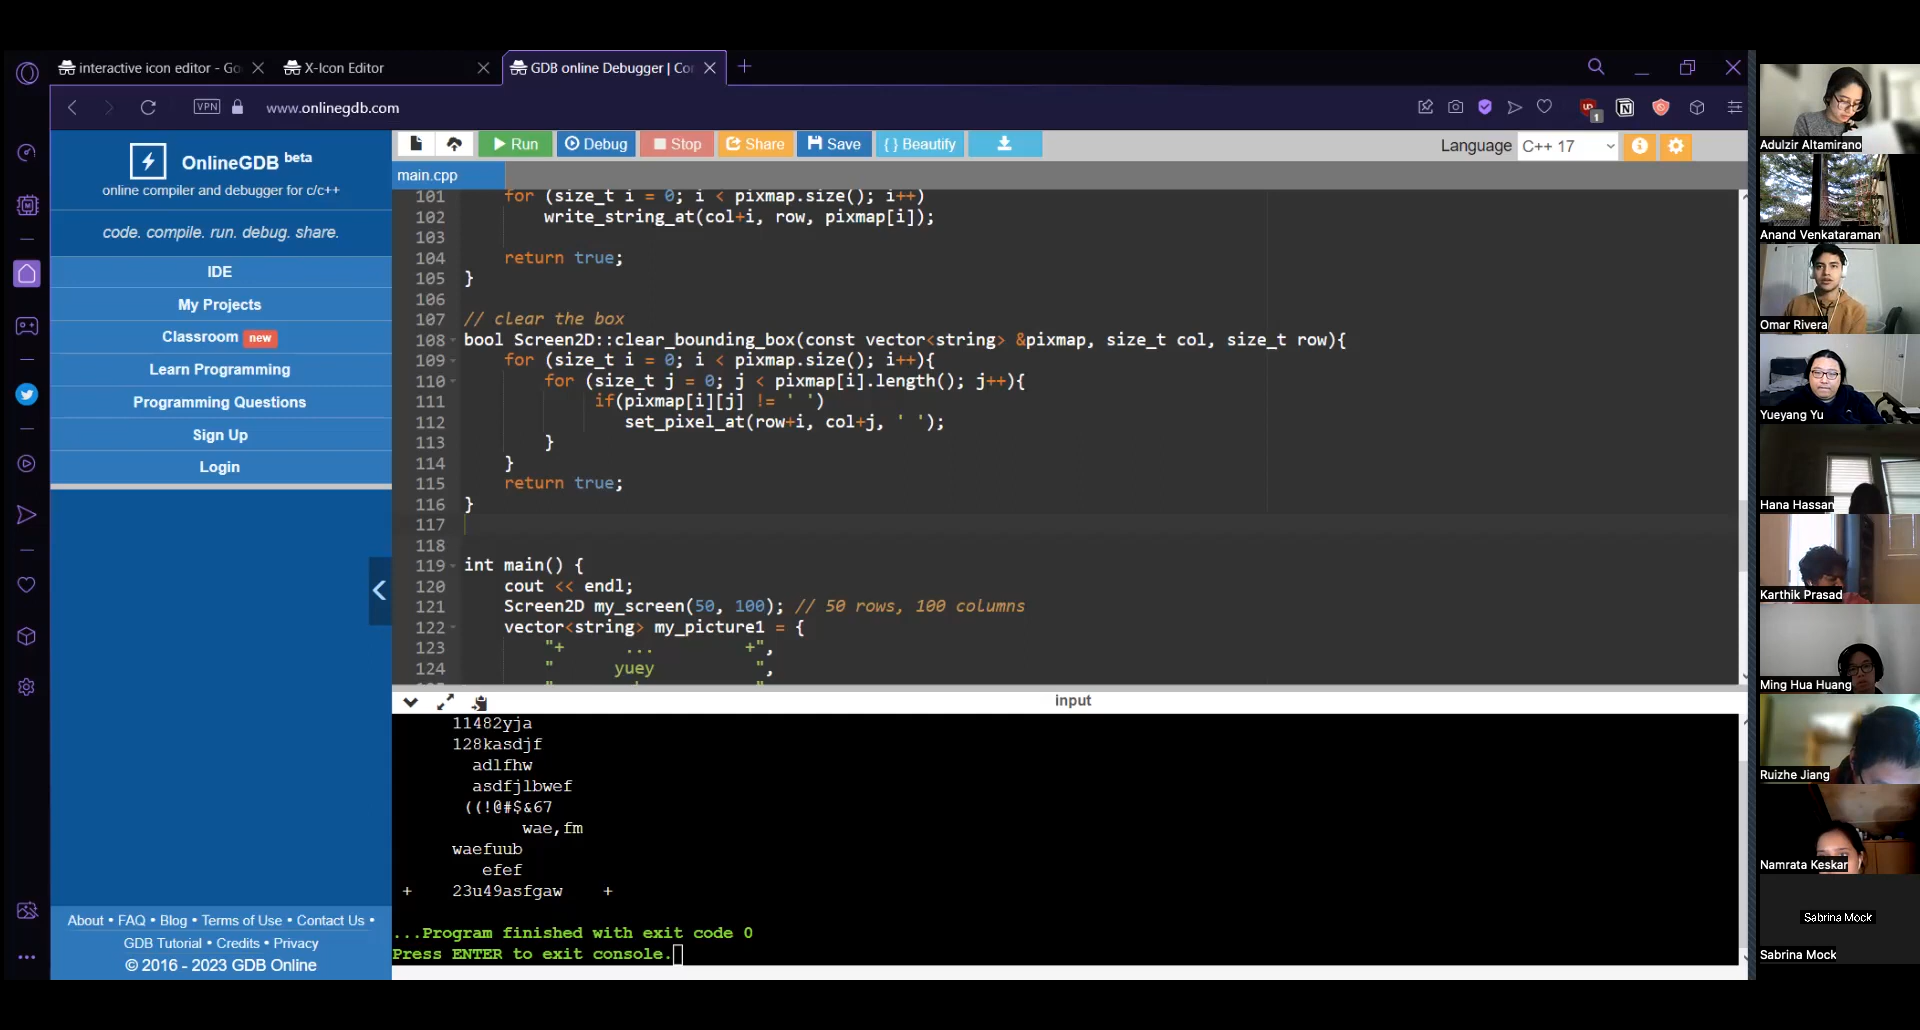 interactive icon editor - Go
X-Icon Editor
GDB online Debugger | Co
VPN
www.onlinegdb.com
1
OnlineGDB beta
online compiler and debugger for c/c++
code. compile. run. debug. share.
IDE
My Projects
Classroom new
Learn Programming
Programming Questions
Sign Up
Login
About • FAQ • Blog • Terms of Use • Contact Us •
GDB Tutorial • Credits • Privacy
© 2016 - 2023 GDB Online
Run
Debug
Stop
Share
Save
{ } Beautify
Language C++ 17
main.cpp
101 for (size_t i = 0; i < pixmap.size(); i++)
102 write_string_at(col+i, row, pixmap[i]);
103
104 return true;
105 }
106
107 // clear the box
108 bool Screen2D::clear_bounding_box(const vector<string> &pixmap, size_t col, size_t row){
109 for (size_t i = 0; i < pixmap.size(); i++){
110 for (size_t j = 0; j < pixmap[i].length(); j++){
111 if(pixmap[i][j] != ' ')
112 set_pixel_at(row+i, col+j, ' ');
113 }
114 }
115 return true;
116 }
117
118
119 int main() {
120 cout << endl;
121 Screen2D my_screen(50, 100); // 50 rows, 100 columns
122 vector<string> my_picture1 = {
123 "+ ... +",
124 " yuey ",
input
11482yja
128kasdjf
adlfhw
asdfjlbwef
((!@#$&67
wae,fm
waefuub
efef
+ 23u49asfgaw +
...Program finished with exit code 0
Press ENTER to exit console.
Adulzir Altamirano
Anand Venkataraman
Omar Rivera
Yueyang Yu
Hana Hassan
Karthik Prasad
Ming Hua Huang
Ruizhe Jiang
Namrata Keskar
Sabrina Mock
Sabrina Mock